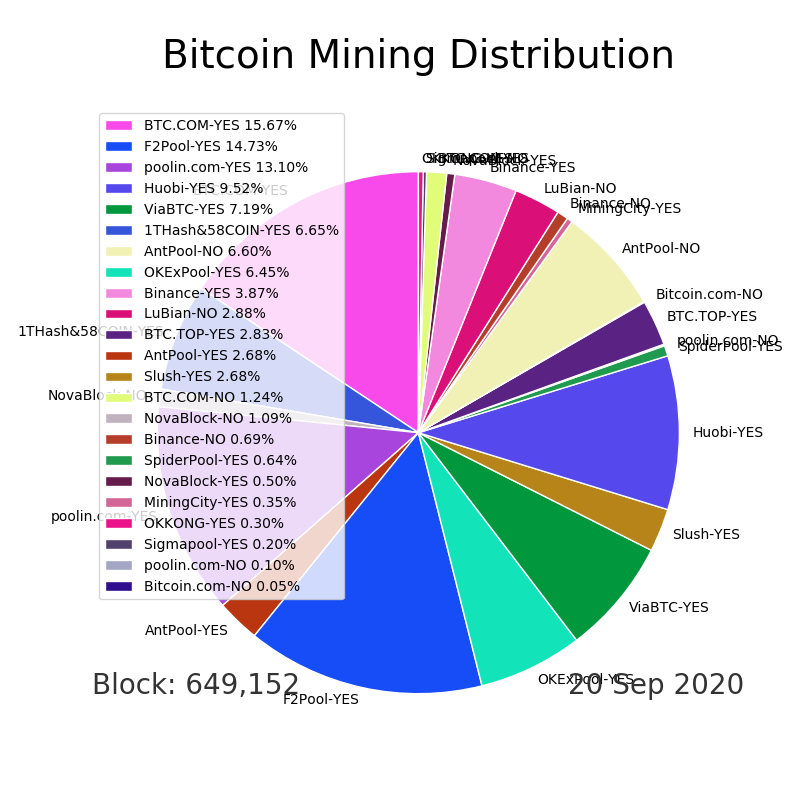 Bitcoin Mining Distribution
BTC.COM-YES 15.67%
F2Pool-YES 14.73%
poolin.com-YES 13.10%
Huobi-YES 9.52%
ViaBTC-YES 7.19%
1THash&58COIN-YES 6.65%
AntPool-NO 6.60%
OKExPool-YES 6.45%
Binance-YES 3.87%
LuBian-NO 2.88%
BTC.TOP-YES 2.83%
AntPool-YES 2.68%
Slush-YES 2.68%
BTC.COM-NO 1.24%
NovaBlock-NO 1.09%
Binance-NO 0.69%
SpiderPool-YES 0.64%
NovaBlock-YES 0.50%
MiningCity-YES 0.35%
OKKONG-YES 0.30%
Sigmapool-YES 0.20%
poolin.com-NO 0.10%
Bitcoin.com-NO 0.05%
Binance-YES
LuBian-NO
Binance-NO
MiningCity-YES
AntPool-NO
Bitcoin.com-NO
BTC.TOP-YES
poolin.com-NO
SpiderPool-YES
Huobi-YES
Slush-YES
ViaBTC-YES
OKExPool-YES
F2Pool-YES
AntPool-YES
poolin.com-YES
NovaBlock-NO
1THash&58COIN-YES
Block: 649,152
20 Sep 2020